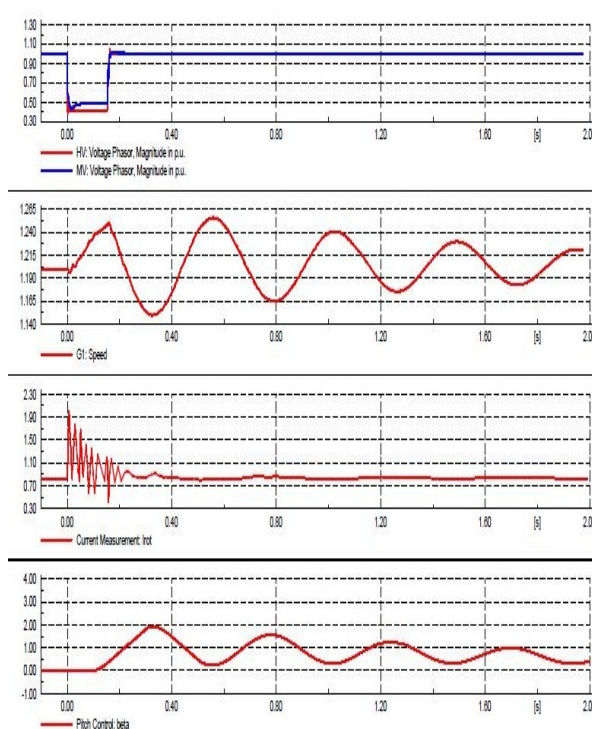 1.30
1.10
0.90
0.70
0.50
0.30
0.00 0.40 0.80 1.20 1.60 [s] 2.0
HV: Voltage Phasor, Magnitude in p.u.
MV: Voltage Phasor, Magnitude in p.u.
1.265
1.240
1.215
1.190
1.165
1.140
0.00 0.40 0.80 1.20 1.60 [s] 2.0
G1: Speed
2.30
1.90
1.50
1.10
0.70
0.30
0.00 0.40 0.80 1.20 1.60 [s] 2.0
Current Measurement: Irot
4.00
3.00
2.00
1.00
0.00
-1.00
0.00 0.40 0.80 1.20 1.60 [s] 2.0
Pitch Control: beta